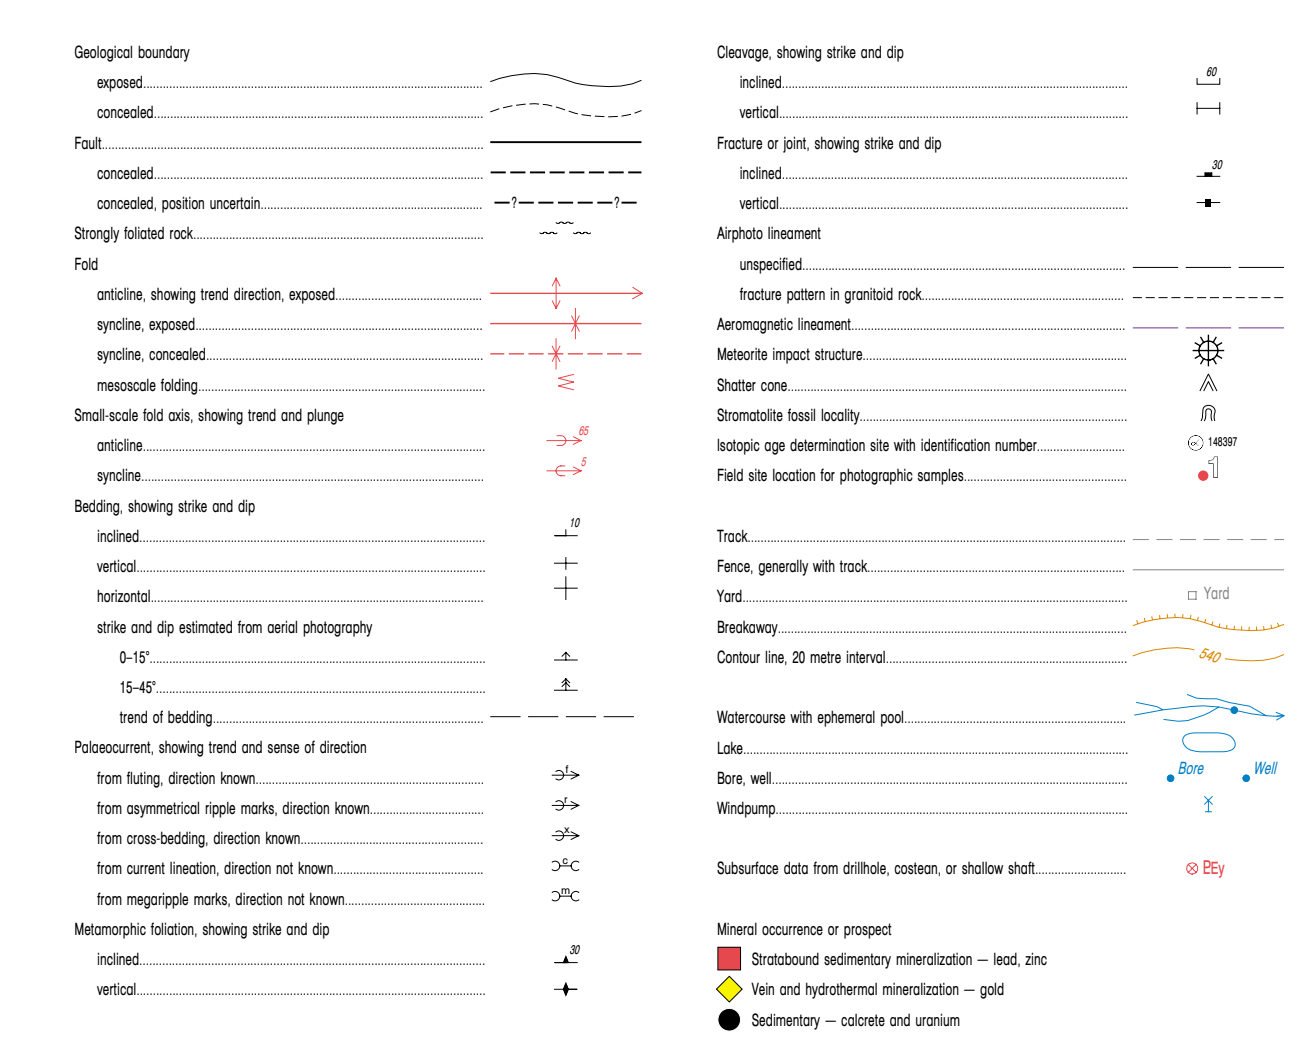 Geological boundary
exposed
concealed
Fault
concealed
concealed, position uncertain —?— — — —?—
Strongly foliated rock
Fold
anticline, showing trend direction, exposed
syncline, exposed
syncline, concealed
mesoscale folding
Small-scale fold axis, showing trend and plunge
anticline 65
syncline 5
Bedding, showing strike and dip
inclined 10
vertical
horizontal
strike and dip estimated from aerial photography
0–15°
15–45°
trend of bedding
Palaeocurrent, showing trend and sense of direction
from fluting, direction known f
from asymmetrical ripple marks, direction known r
from cross-bedding, direction known x
from current lineation, direction not known c
from megaripple marks, direction not known m
Metamorphic foliation, showing strike and dip
inclined 30
vertical
Cleavage, showing strike and dip
inclined 60
vertical
Fracture or joint, showing strike and dip
inclined 30
vertical
Airphoto lineament
unspecified
fracture pattern in granitoid rock
Aeromagnetic lineament
Meteorite impact structure
Shatter cone
Stromatolite fossil locality
Isotopic age determination site with identification number 148397
Field site location for photographic samples 1
Track
Fence, generally with track
Yard Yard
Breakaway
Contour line, 20 metre interval 540
Watercourse with ephemeral pool
Lake
Bore, well Bore Well
Windpump
Subsurface data from drillhole, costean, or shallow shaft
Mineral occurrence or prospect
Stratabound sedimentary mineralization — lead, zinc
Vein and hydrothermal mineralization — gold
Sedimentary — calcrete and uranium